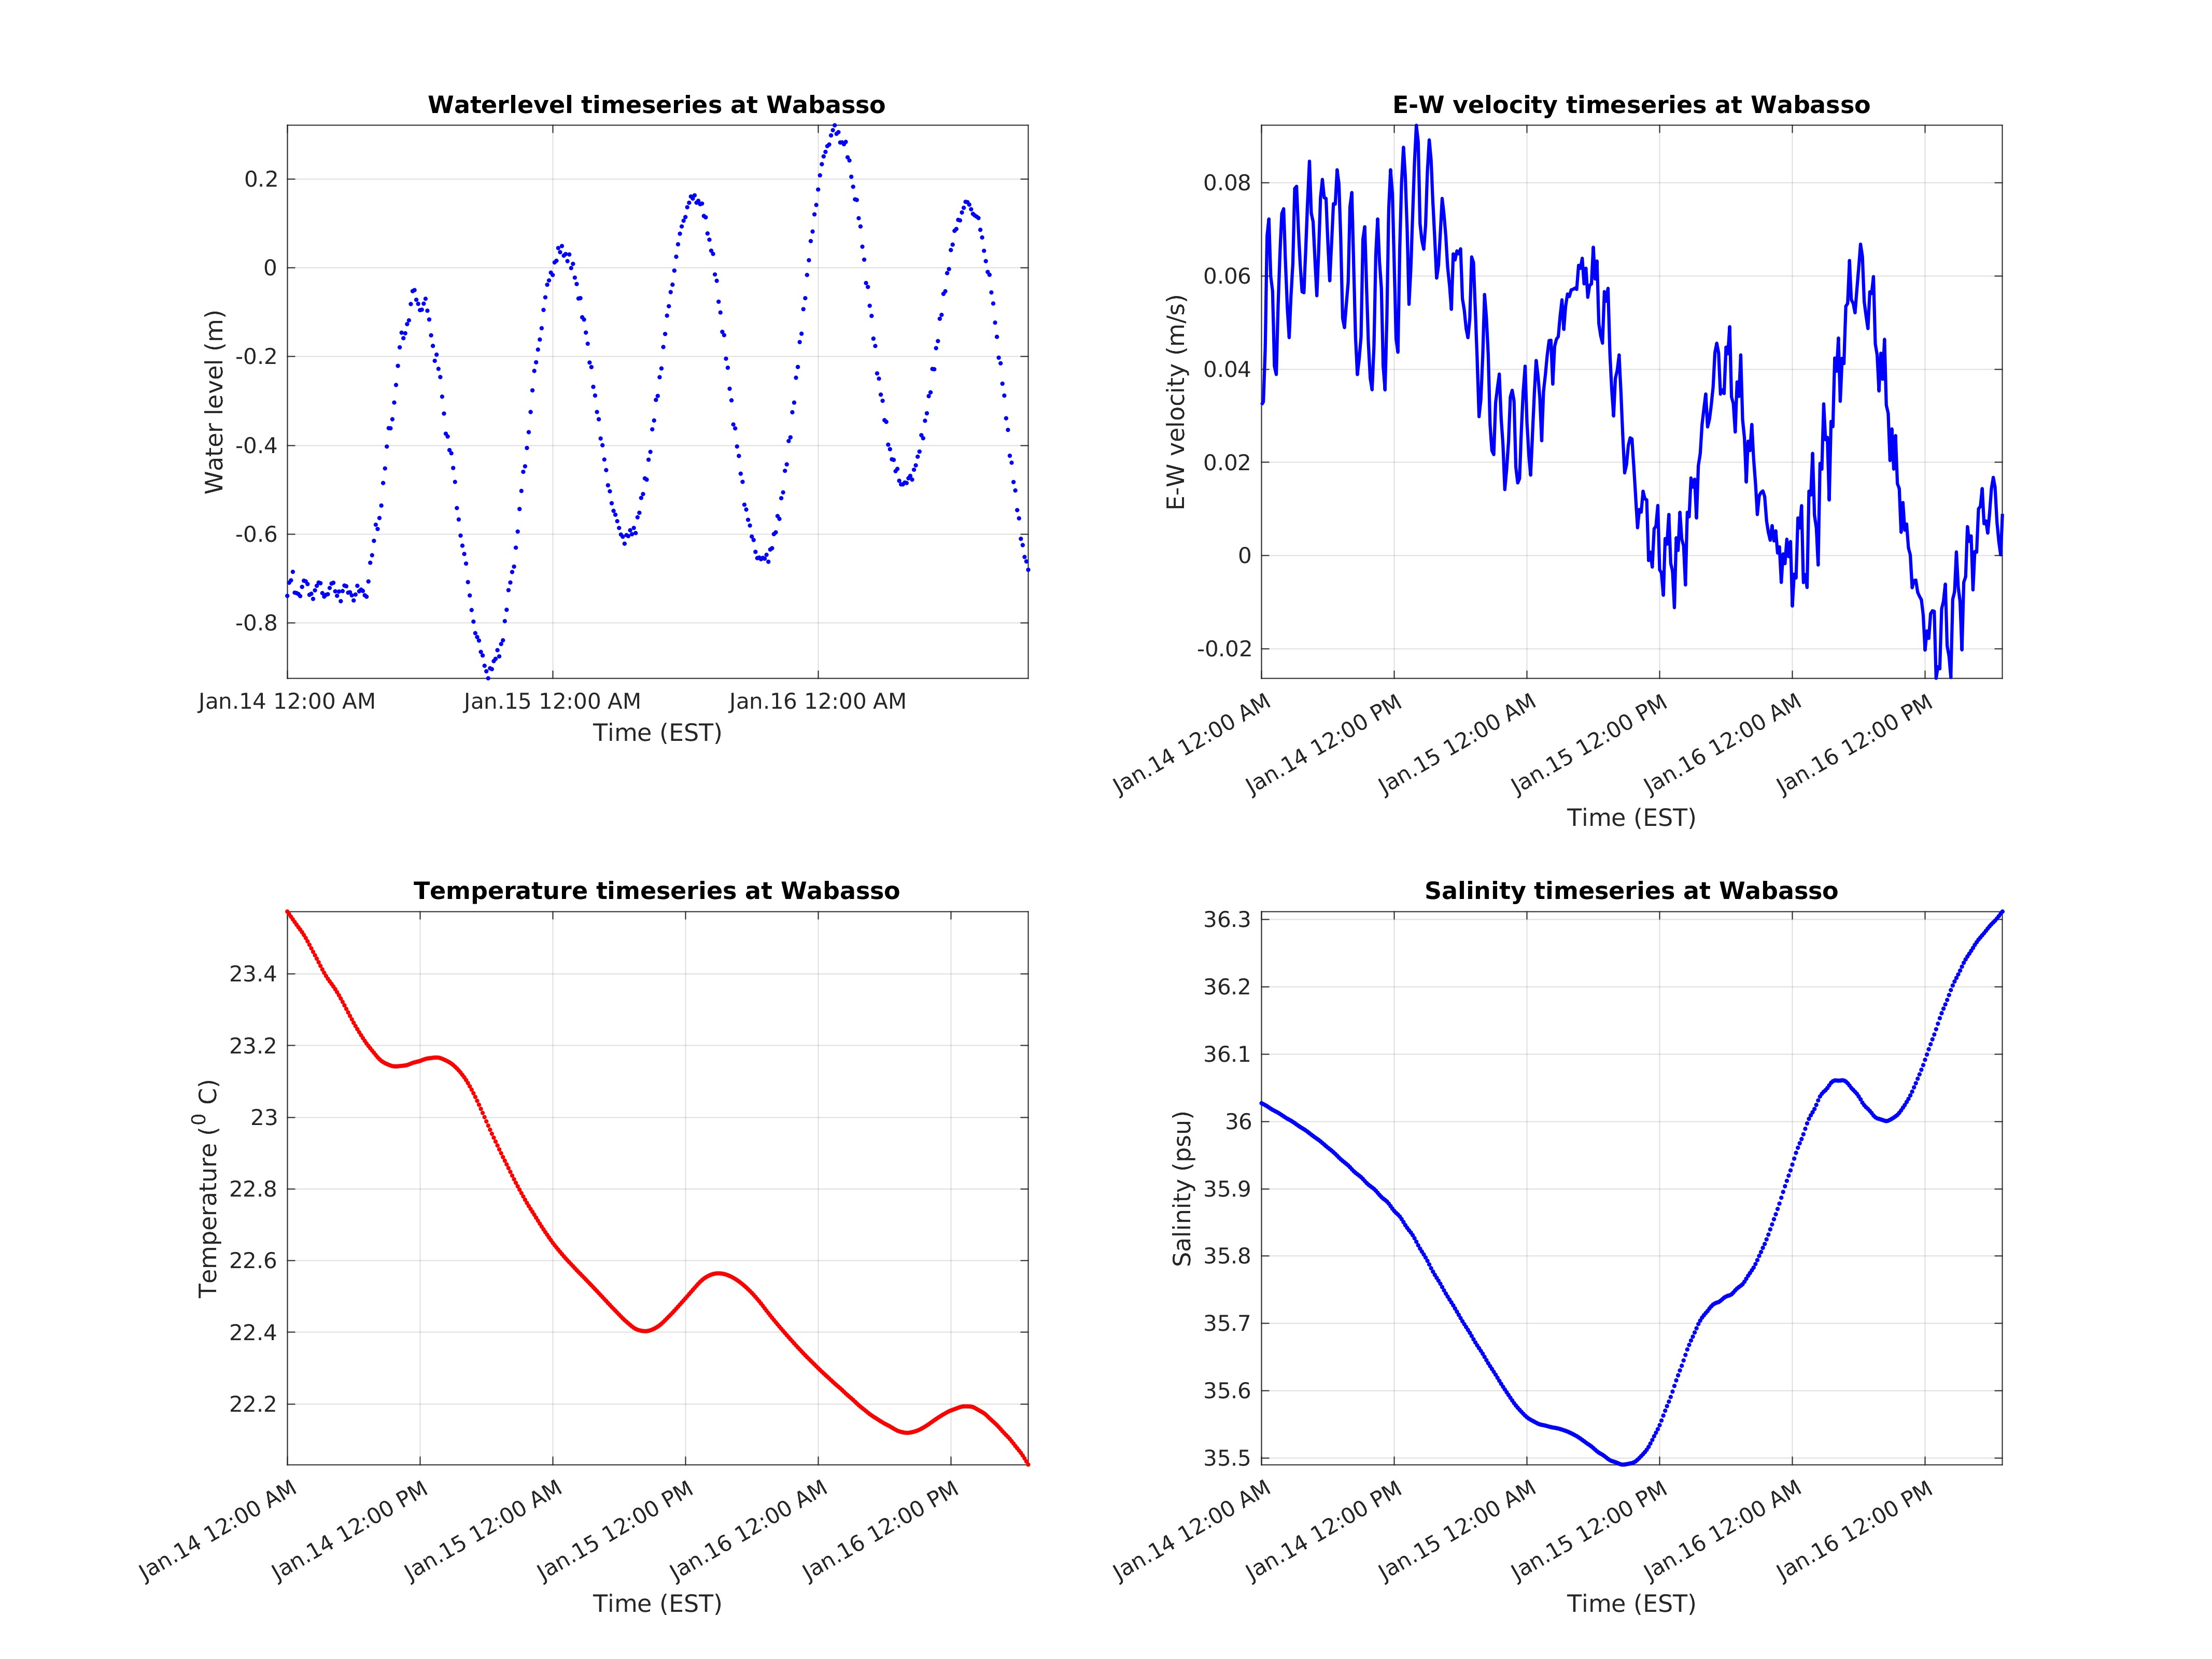 Waterlevel timeseries at Wabasso
0.2
0
-0.2
-0.4
-0.6
-0.8
Water level (m)
Jan.14 12:00 AM
Jan.15 12:00 AM
Jan.16 12:00 AM
Time (EST)
E-W velocity timeseries at Wabasso
0.08
0.06
0.04
0.02
0
-0.02
E-W velocity (m/s)
Jan.14 12:00 AM
Jan.14 12:00 PM
Jan.15 12:00 AM
Jan.15 12:00 PM
Jan.16 12:00 AM
Jan.16 12:00 PM
Time (EST)
Temperature timeseries at Wabasso
23.4
23.2
23
22.8
22.6
22.4
22.2
Temperature (⁰ C)
Jan.14 12:00 AM
Jan.14 12:00 PM
Jan.15 12:00 AM
Jan.15 12:00 PM
Jan.16 12:00 AM
Jan.16 12:00 PM
Time (EST)
Salinity timeseries at Wabasso
36.3
36.2
36.1
36
35.9
35.8
35.7
35.6
35.5
Salinity (psu)
Jan.14 12:00 AM
Jan.14 12:00 PM
Jan.15 12:00 AM
Jan.15 12:00 PM
Jan.16 12:00 AM
Jan.16 12:00 PM
Time (EST)